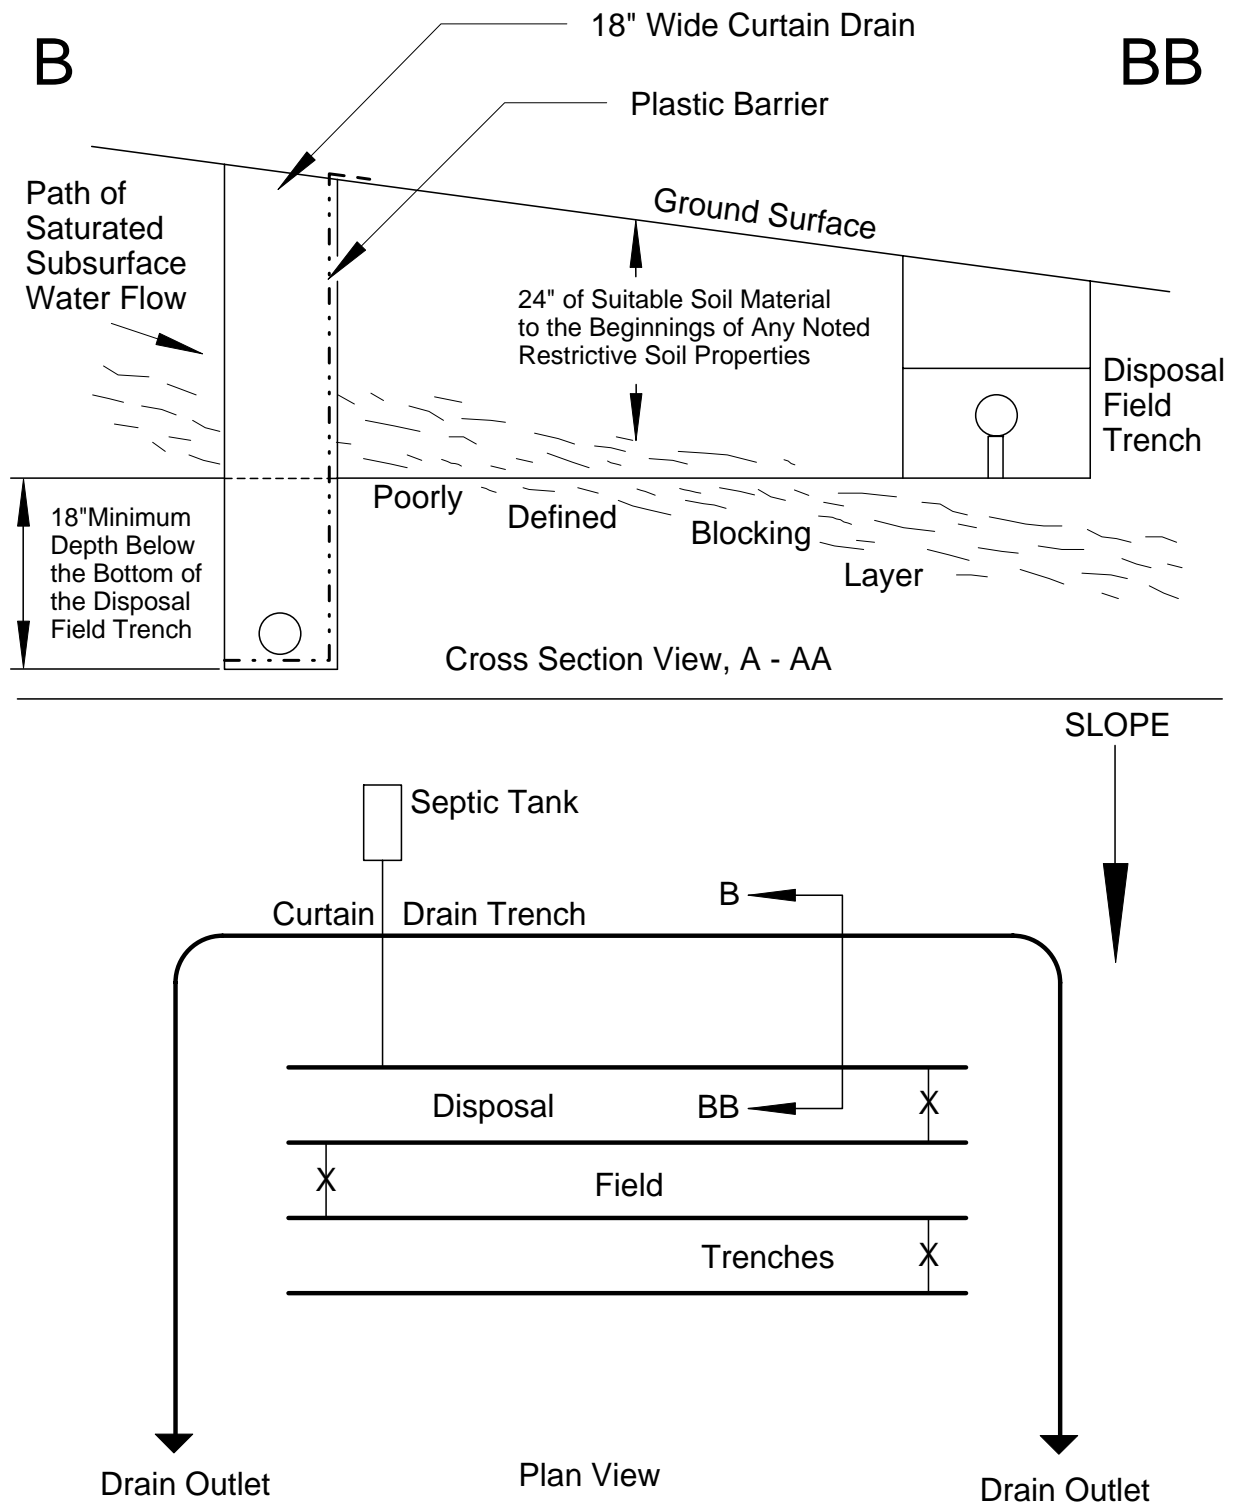 18" Wide Curtain Drain
B
BB
Plastic Barrier
Path of
Saturated
Subsurface
Water Flow
Ground Surface
24" of Suitable Soil Material
to the Beginnings of Any Noted
Restrictive Soil Properties
Disposal
Field
Trench
Poorly
Defined
Blocking
Layer
18"Minimum
Depth Below
the Bottom of
the Disposal
Field Trench
Cross Section View, A - AA
SLOPE
Septic Tank
B
Curtain Drain Trench
Disposal
BB
X
X
Field
Trenches
X
Drain Outlet
Plan View
Drain Outlet